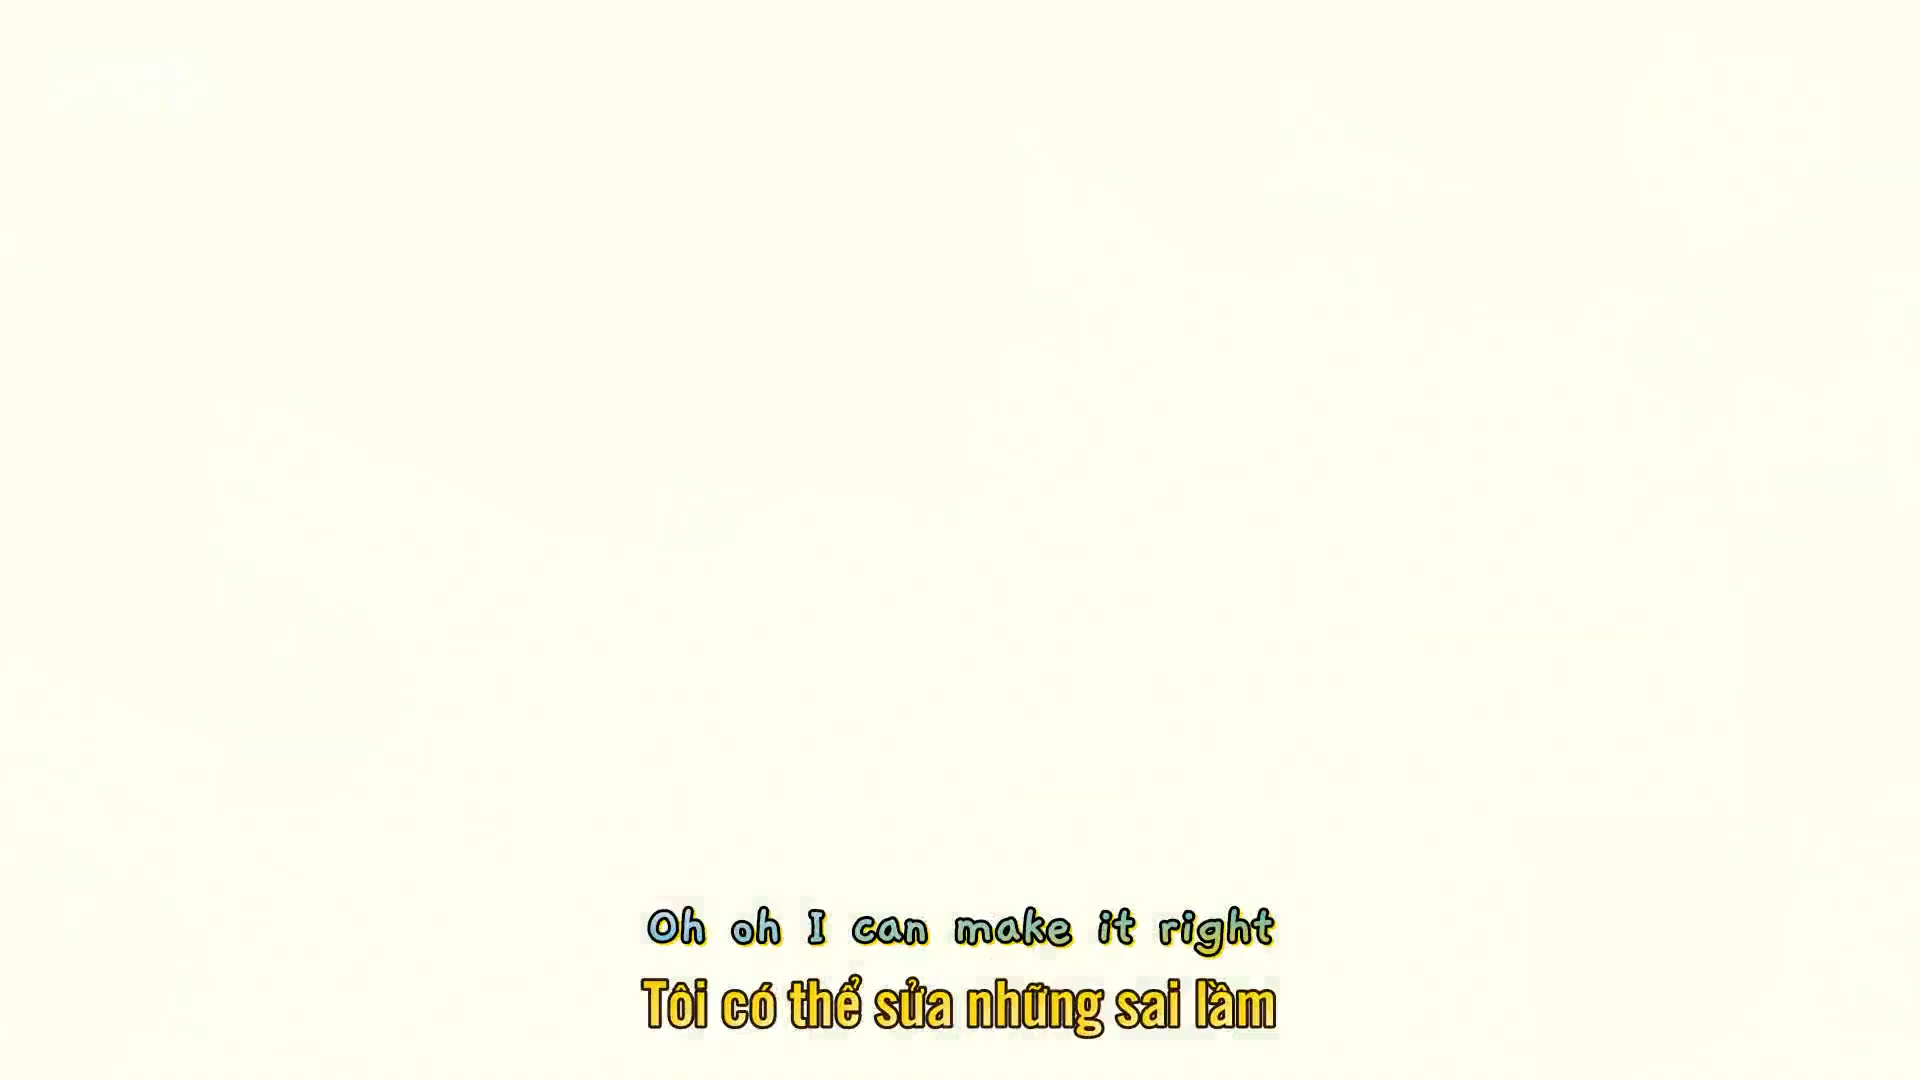 Oh oh I can make it right
Tôi có thể sửa những sai lầm